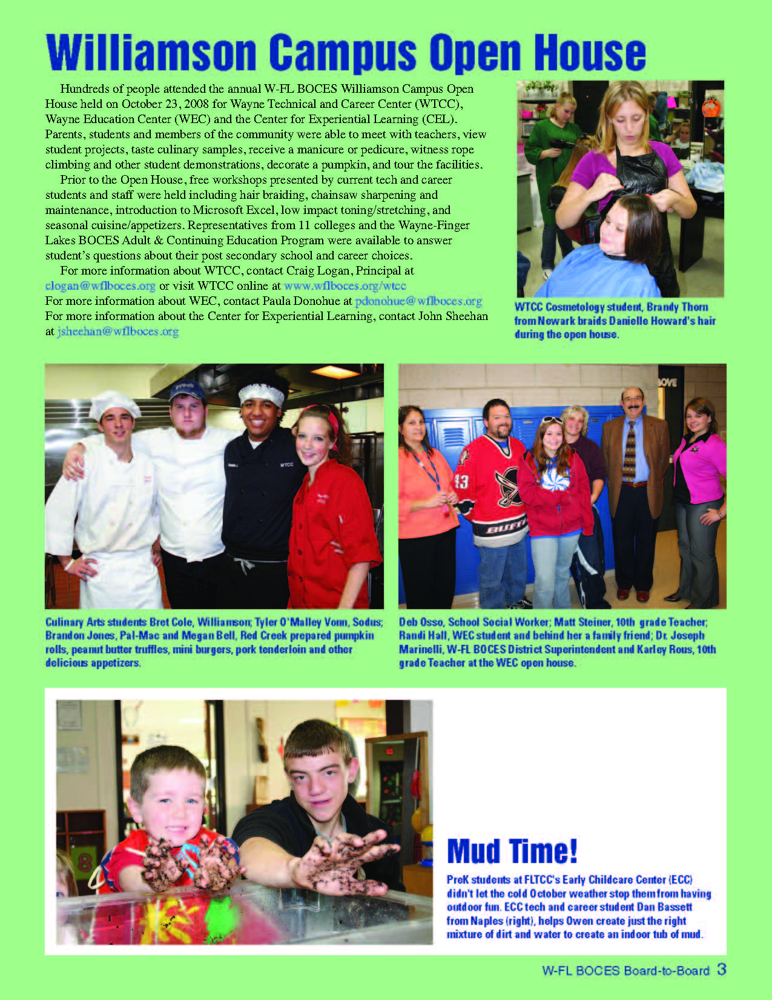 Williamson Campus Open House
Hundreds of people attended the annual W-FL BOCES Williamson Campus Open
House held on October 23, 2008 for Wayne Technical and Career Center (WTCC),
Wayne Education Center (WEC) and the Center for Experiential Learning (CEL).
Parents, students and members of the community were able to meet with teachers, view
student projects, taste culinary samples, receive a manicure or pedicure, witness rope
climbing and other student demonstrations, decorate a pumpkin, and tour the facilities.
Prior to the Open House, free workshops presented by current tech and career
students and staff were held including hair braiding, chainsaw sharpening and
maintenance, introduction to Microsoft Excel, low impact toning/stretching, and
seasonal cuisine/appetizers. Representatives from 11 colleges and the Wayne-Finger
Lakes BOCES Adult & Continuing Education Program were available to answer
student's questions about their post secondary school and career choices.
For more information about WTCC, contact Craig Logan, Principal at
clogan@wflboces.org or visit WTCC online at www.wflboces.org/wtcc
For more information about WEC, contact Paula Donohue at pdonohue@wflboces.org
For more information about the Center for Experiential Learning, contact John Sheehan
at jsheehan@wflboces.org
WTCC Cosmetology student, Brandy Thorn
from Newark braids Danielle Howard's hair
during the open house.
WTCC
OVE
43
BUFF
Culinary Arts students Bret Cole, Williamson; Tyler O'Malley Vonn, Sodus;
Brandon Jones, Pal-Mac and Megan Bell, Red Creek prepared pumpkin
rolls, peanut butter truffles, mini burgers, pork tenderloin and other
delicious appetizers.
Deb Osso, School Social Worker; Matt Steiner, 10th grade Teacher;
Randi Hall, WEC student and behind her a family friend; Dr. Joseph
Marinelli, W-FL BOCES District Superintendent and Karley Rous, 10th
grade Teacher at the WEC open house.
8
Mud Time!
PreK students at FLTCC's Early Childcare Center (ECC)
didn't let the cold October weather stop them from having
outdoor fun. ECC tech and career student Dan Bassett
from Naples (right), helps Owen create just the right
mixture of dirt and water to create an indoor tub of mud.
W-FL BOCES Board-to-Board 3